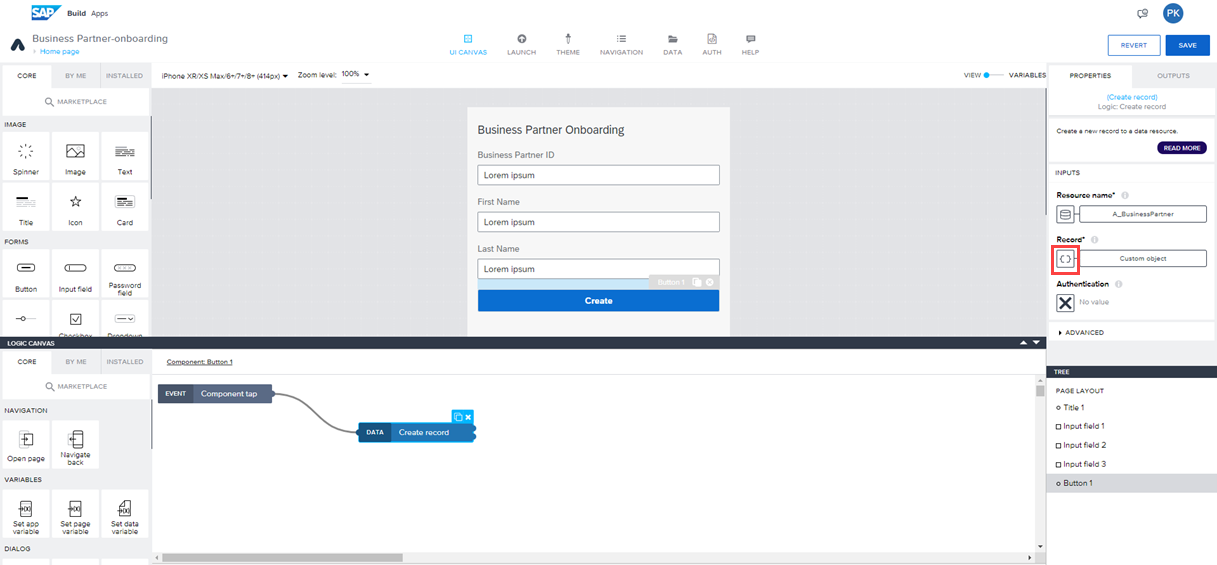 SAP Build Apps
PK
Business Partner-onboarding
‹ Home page
UI CANVAS LAUNCH THEME NAVIGATION DATA AUTH HELP
REVERT SAVE
CORE BY ME INSTALLED
MARKETPLACE
IMAGE
Spinner Image Text
Title Icon Card
FORMS
Button Input field Password field
Checkbox Dropdown
iPhone XR/XS Max/6+/7+/8+ (414px) Zoom level: 100%
VIEW VARIABLES
Business Partner Onboarding
Business Partner ID
Lorem ipsum
First Name
Lorem ipsum
Last Name
Lorem ipsum
Button 1
Create
PROPERTIES OUTPUTS
(Create record)
Logic: Create record
Create a new record to a data resource.
READ MORE
INPUTS
Resource name*
A_BusinessPartner
Record*
Custom object
Authentication
No value
ADVANCED
LOGIC CANVAS
CORE BY ME INSTALLED
MARKETPLACE
NAVIGATION
Open page Navigate back
VARIABLES
Set app variable Set page variable Set data variable
DIALOG
Component: Button 1
EVENT Component tap
DATA Create record
TREE
PAGE LAYOUT
Title 1
Input field 1
Input field 2
Input field 3
Button 1